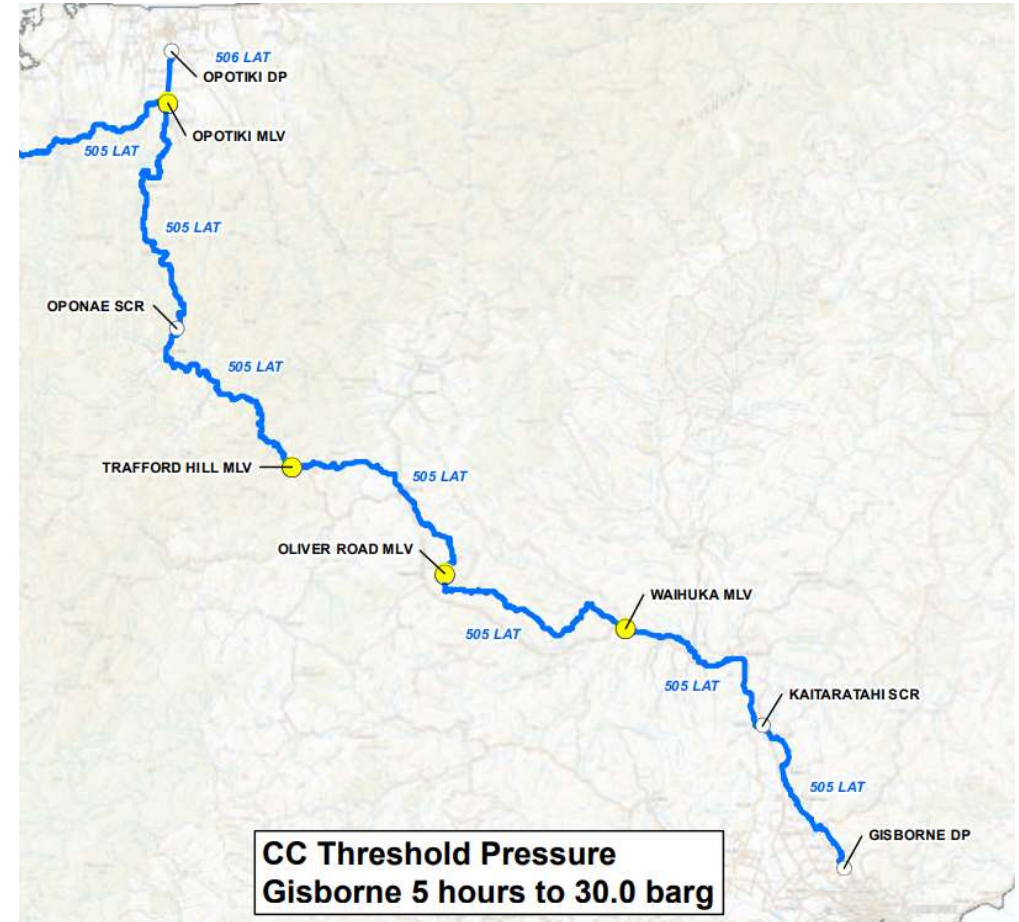 506 LAT
OPOTIKI DP
OPOTIKI MLV
505 LAT
505 LAT
OPONAE SCR
505 LAT
TRAFFORD HILL MLV
505 LAT
OLIVER ROAD MLV
WAIHUKA MLV
505 LAT
505 LAT
KAITARATAHI SCR
505 LAT
GISBORNE DP
CC Threshold Pressure
Gisborne 5 hours to 30.0 barg